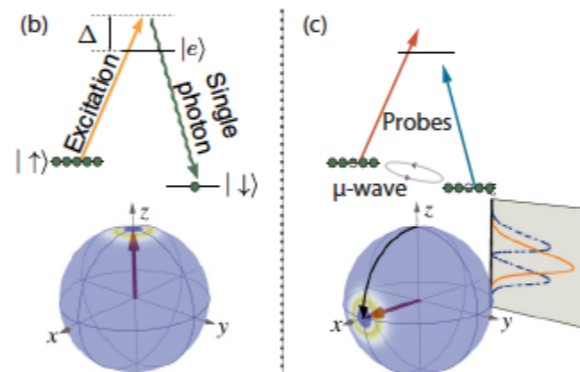 (b)
Δ
|e⟩
Excitation
Single
photon
|↑⟩
|↓⟩
z
x
y
(c)
Probes
μ-wave
z
x
y
z